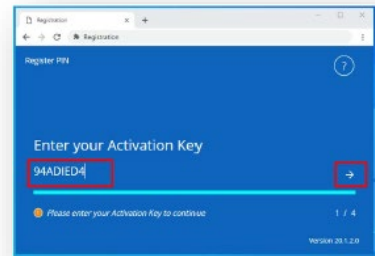 Registration
Registration
Register PIN
?
Enter your Activation Key
94ADIED4
Please enter your Activation Key to continue
1 / 4
Version 20.1.2.0